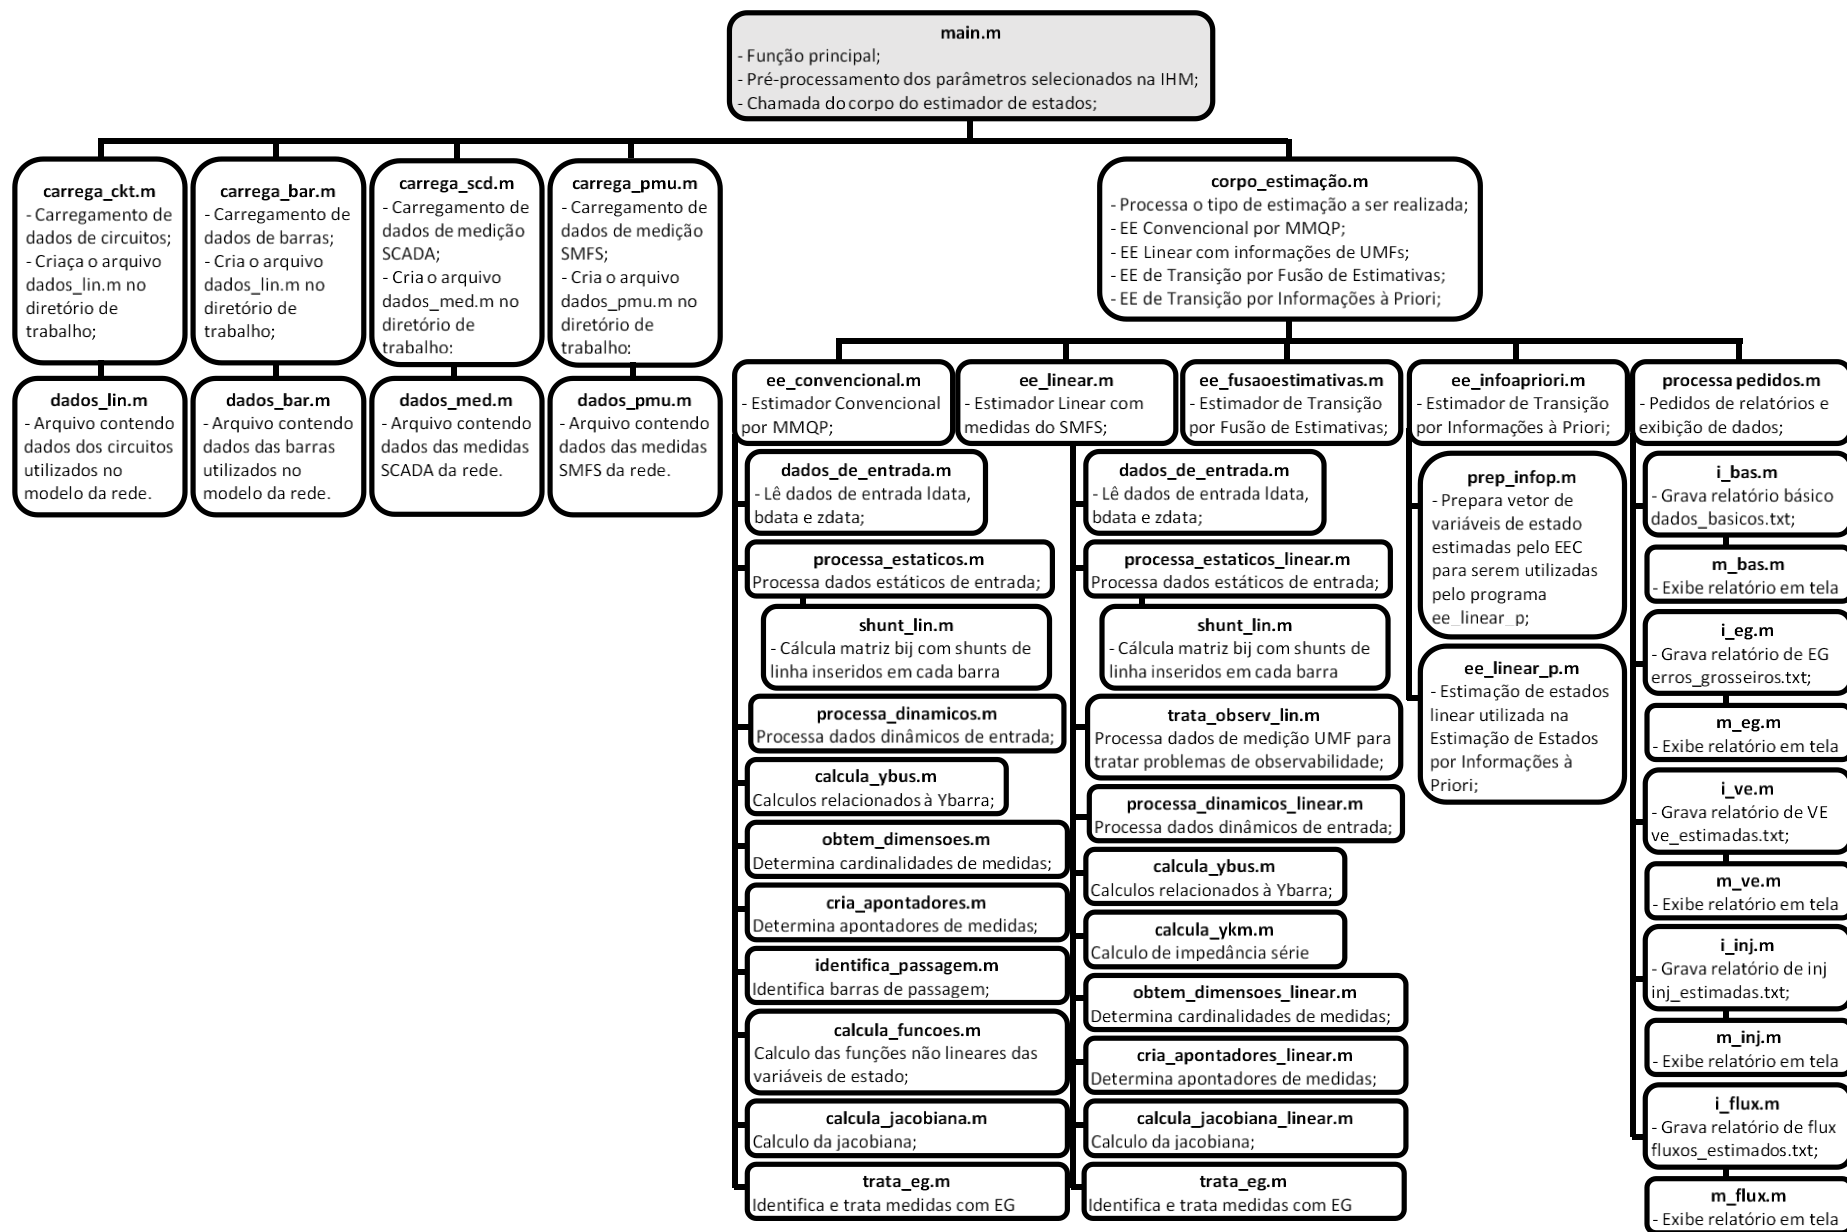 main.m
- Função principal;
- Pré-processamento dos parâmetros selecionados na IHM;
- Chamada do corpo do estimador de estados;
carrega_ckt.m
- Carregamento de
dados de circuitos;
- Criaça o arquivo
dados_lin.m no
diretório de
trabalho;
carrega_bar.m
- Carregamento de
dados de barras;
- Cria o arquivo
dados_lin.m no
diretório de
trabalho;
carrega_scd.m
- Carregamento de
dados de medição
SCADA;
- Cria o arquivo
dados_med.m no
diretório de
trabalho:
carrega_pmu.m
- Carregamento de
dados de medição
SMFS;
- Cria o arquivo
dados_pmu.m no
diretório de
trabalho:
corpo_estimação.m
- Processa o tipo de estimação a ser realizada;
- EE Convencional por MMQP;
- EE Linear com informações de UMFs;
- EE de Transição por Fusão de Estimativas;
- EE de Transição por Informações à Priori;
dados_lin.m
- Arquivo contendo
dados dos circuitos
utilizados no
modelo da rede.
dados_bar.m
- Arquivo contendo
dados das barras
utilizados no
modelo da rede.
dados_med.m
- Arquivo contendo
dados das medidas
SCADA da rede.
dados_pmu.m
- Arquivo contendo
dados das medidas
SMFS da rede.
ee_convencional.m
- Estimador Convencional
por MMQP;
dados_de_entrada.m
- Lê dados de entrada ldata,
bdata e zdata;
processa_estaticos.m
Processa dados estáticos de entrada;
shunt_lin.m
- Cálcula matriz bij com shunts de
linha inseridos em cada barra
processa_dinamicos.m
Processa dados dinâmicos de entrada;
calcula_ybus.m
Calculos relacionados à Ybarra;
obtem_dimensoes.m
Determina cardinalidades de medidas;
cria_apontadores.m
Determina apontadores de medidas;
identifica_passagem.m
Identifica barras de passagem;
calcula_funcoes.m
Calculo das funções não lineares das
variáveis de estado;
calcula_jacobiana.m
Calculo da jacobiana;
trata_eg.m
Identifica e trata medidas com EG
ee_linear.m
- Estimador Linear com
medidas do SMFS;
dados_de_entrada.m
- Lê dados de entrada ldata,
bdata e zdata;
processa_estaticos_linear.m
Processa dados estáticos de entrada;
shunt_lin.m
- Cálcula matriz bij com shunts de
linha inseridos em cada barra
trata_observ_lin.m
Processa dados de medição UMF para
tratar problemas de observabilidade;
processa_dinamicos_linear.m
Processa dados dinâmicos de entrada;
calcula_ybus.m
Calculos relacionados à Ybarra;
calcula_ykm.m
Calculo de impedância série
obtem_dimensoes_linear.m
Determina cardinalidades de medidas;
cria_apontadores_linear.m
Determina apontadores de medidas;
calcula_jacobiana_linear.m
Calculo da jacobiana;
trata_eg.m
Identifica e trata medidas com EG
ee_fusaoestimativas.m
- Estimador de Transição
por Fusão de Estimativas;
ee_infoapriori.m
- Estimador de Transição
por Informações à Priori;
prep_infop.m
- Prepara vetor de
variáveis de estado
estimadas pelo EEC
para serem utilizadas
pelo programa
ee_linear_p;
ee_linear_p.m
- Estimação de estados
linear utilizada na
Estimação de Estados
por Informações à
Priori;
processa pedidos.m
- Pedidos de relatórios e
exibição de dados;
i_bas.m
- Grava relatório básico
dados_basicos.txt;
m_bas.m
- Exibe relatório em tela
i_eg.m
- Grava relatório de EG
erros_grosseiros.txt;
m_eg.m
- Exibe relatório em tela
i_ve.m
- Grava relatório de VE
ve_estimadas.txt;
m_ve.m
- Exibe relatório em tela
i_inj.m
- Grava relatório de inj
inj_estimadas.txt;
m_inj.m
- Exibe relatório em tela
i_flux.m
- Grava relatório de flux
fluxos_estimados.txt;
m_flux.m
- Exibe relatório em tela